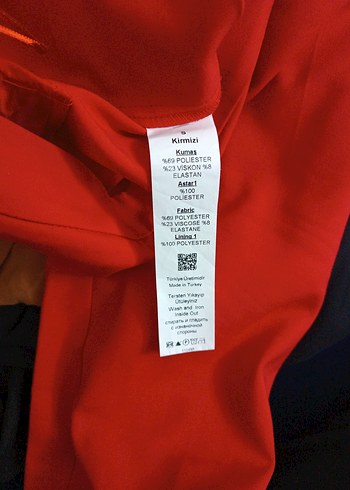 Kirmizi
Kumaş
%69 POLİESTER
%23 VİSKON %8
ELASTAN
Astar1
%100
POLİESTER
Fabric
%69 POLYESTER
%23 VISCOSE %8
ELASTANE
Lining 1
%100 POLYESTER
Türkiye Üretimidir
Made in Turkey
Tersten Yıkayıp
Ütüleyiniz
Wash and Iron
Inside Out
стирать и гладить
с изнаночной
стороны